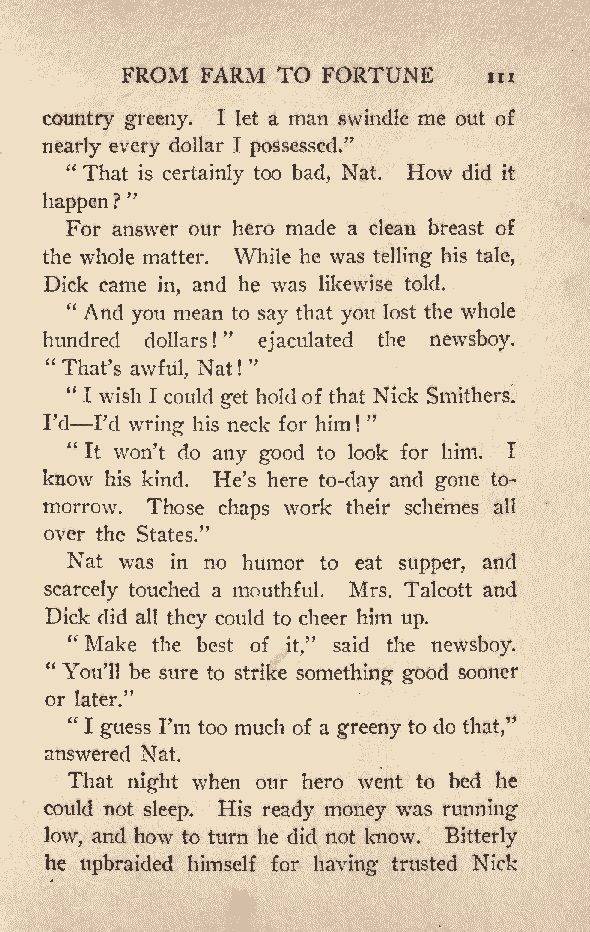 FROM FARM TO FORTUNE 111
country greeny. I let a man swindle me out of
nearly every dollar I possessed."
"That is certainly too bad, Nat. How did it
happen?"
For answer our hero made a clean breast of
the whole matter. While he was telling his tale,
Dick came in, and he was likewise told.
"And you mean to say that you lost the whole
hundred dollars!" ejaculated the newsboy.
"That's awful, Nat!"
"I wish I could get hold of that Nick Smithers.
I'd—I'd wring his neck for him!"
"It won't do any good to look for him. I
know his kind. He's here to-day and gone to-
morrow. Those chaps work their schemes all
over the States."
Nat was in no humor to eat supper, and
scarcely touched a mouthful. Mrs. Talcott and
Dick did all they could to cheer him up.
"Make the best of it," said the newsboy.
"You'll be sure to strike something good sooner
or later."
"I guess I'm too much of a greeny to do that,"
answered Nat.
That night when our hero went to bed he
could not sleep. His ready money was running
low, and how to turn he did not know. Bitterly
he upbraided himself for having trusted Nick